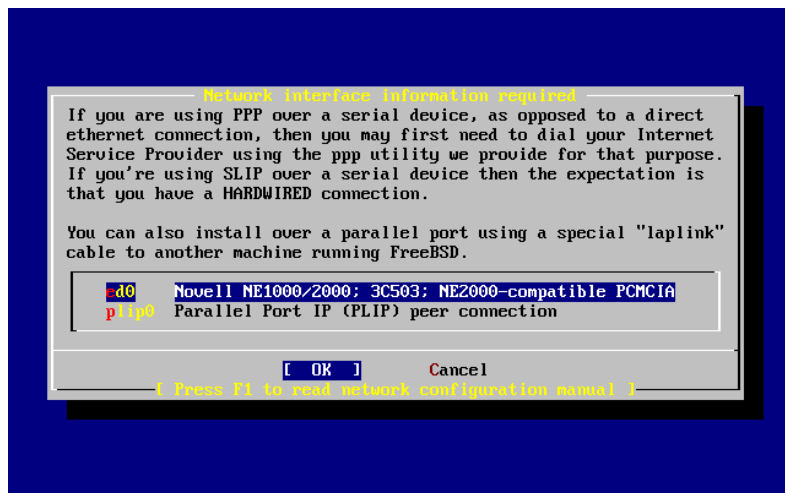 Network interface information required
If you are using PPP over a serial device, as opposed to a direct
ethernet connection, then you may first need to dial your Internet
Service Provider using the ppp utility we provide for that purpose.
If you're using SLIP over a serial device then the expectation is
that you have a HARDWIRED connection.
You can also install over a parallel port using a special "laplink"
cable to another machine running FreeBSD.
ed0 Novell NE1000/2000; 3C503; NE2000-compatible PCMCIA
plip0 Parallel Port IP (PLIP) peer connection
[ OK ] Cancel
[ Press F1 to read network configuration manual ]